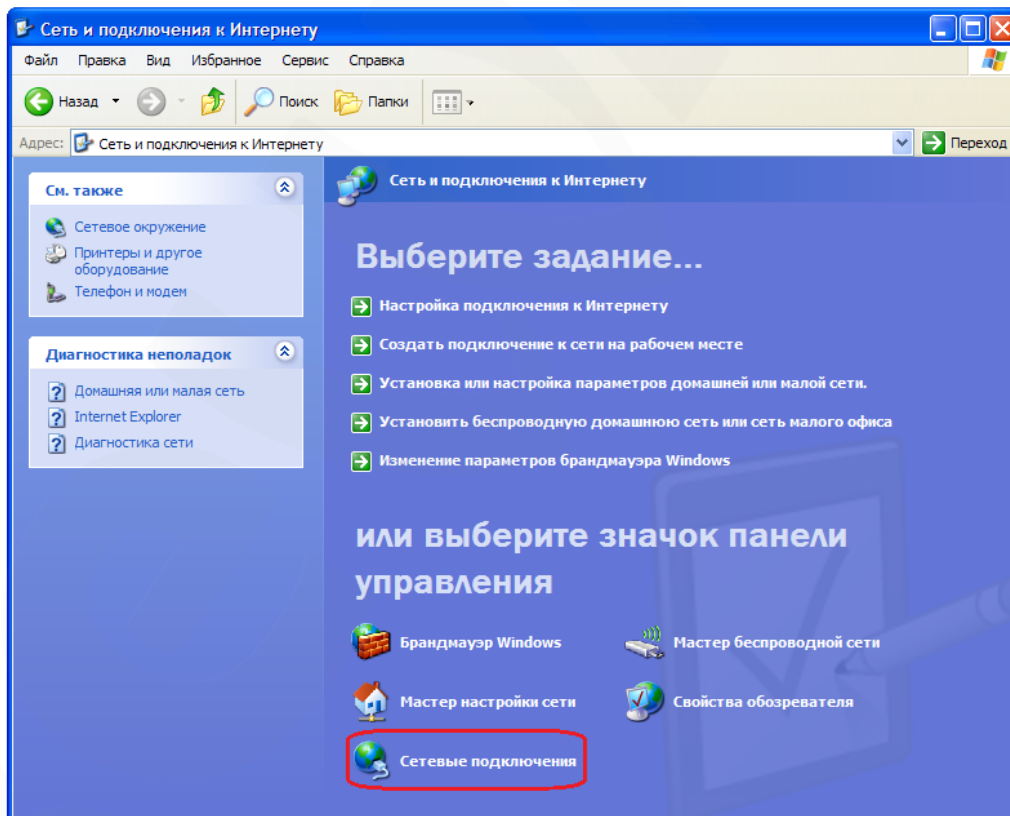 Сеть и подключения к Интернету
Файл Правка Вид Избранное Сервис Справка
Назад Поиск Папки
Адрес: Сеть и подключения к Интернету Переход
См. также
Сетевое окружение
Принтеры и другое
оборудование
Телефон и модем
Диагностика неполадок
Домашняя или малая сеть
Internet Explorer
Диагностика сети
Сеть и подключения к Интернету
Выберите задание...
Настройка подключения к Интернету
Создать подключение к сети на рабочем месте
Установка или настройка параметров домашней или малой сети.
Установить беспроводную домашнюю сеть или сеть малого офиса
Изменение параметров брандмауэра Windows
или выберите значок панели
управления
Брандмауэр Windows Мастер беспроводной сети
Мастер настройки сети Свойства обозревателя
Сетевые подключения